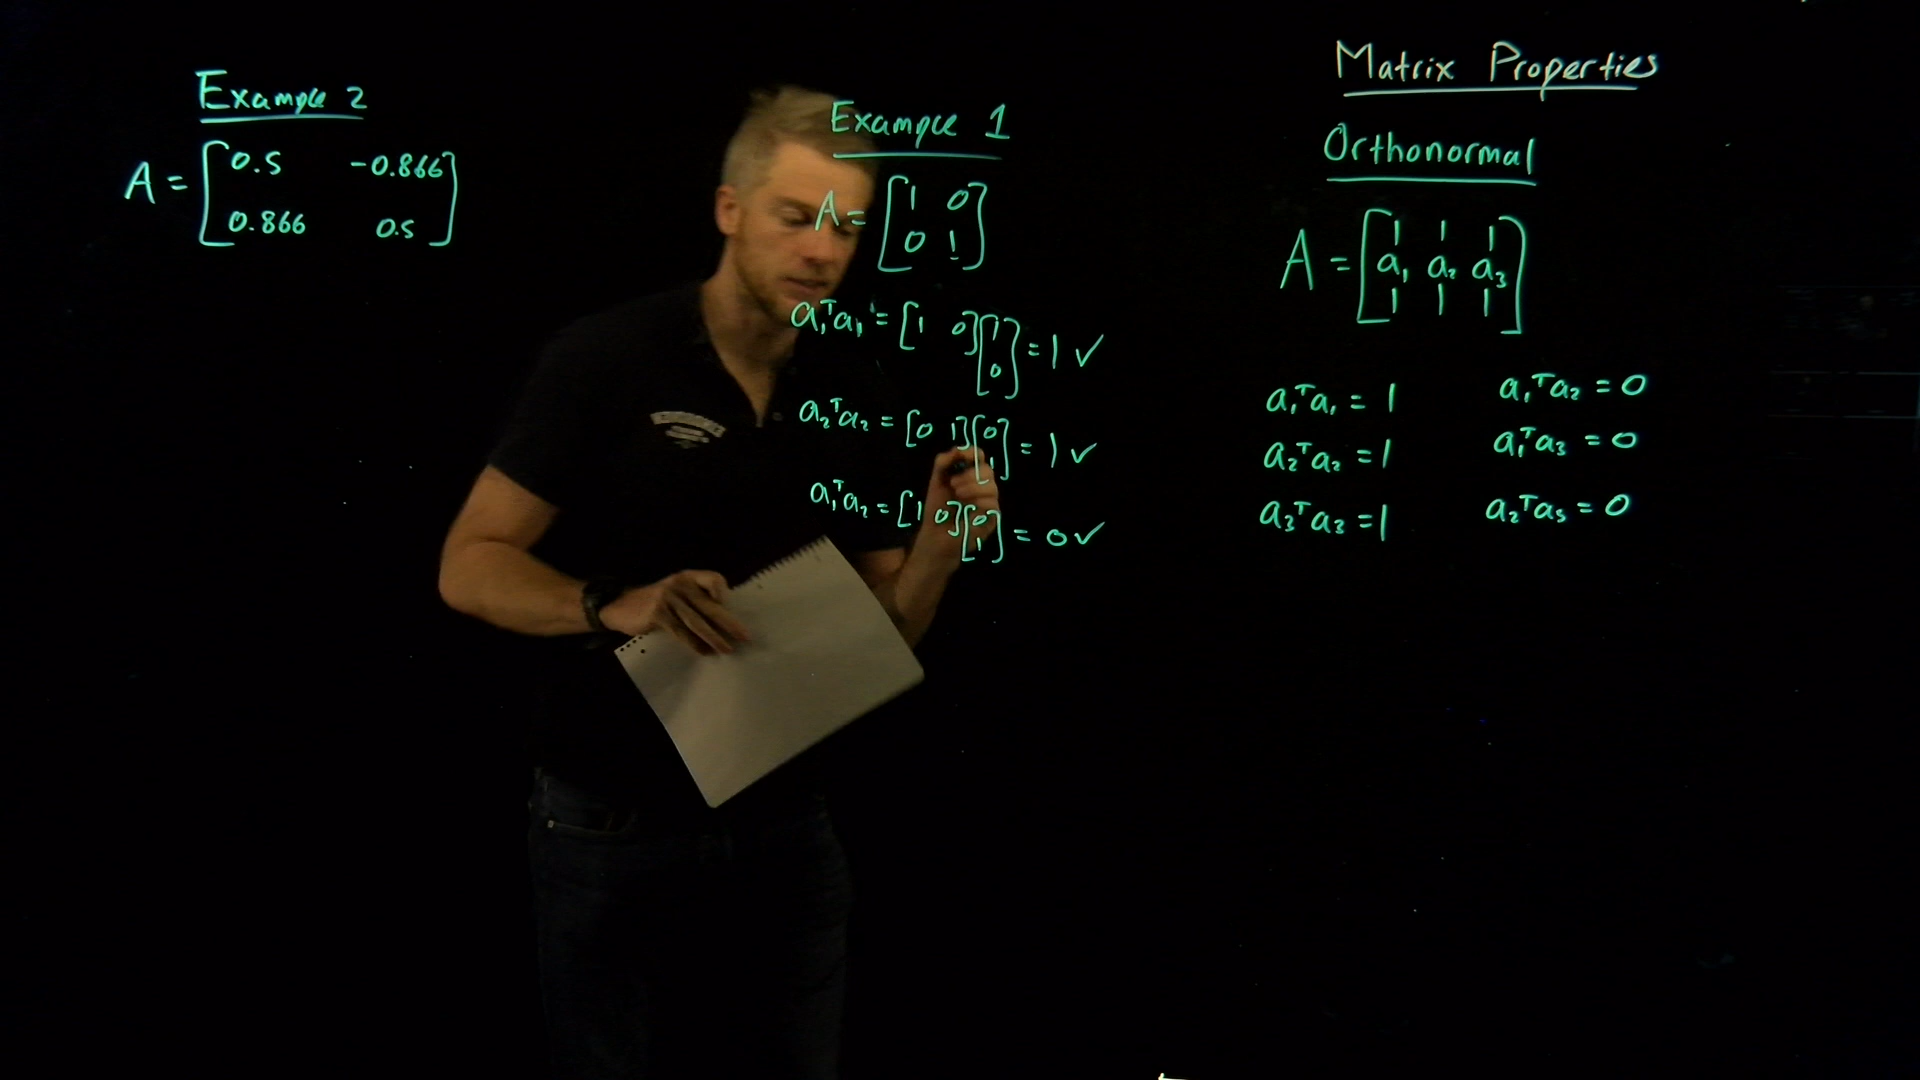 Example 2
A = [0.5 -0.866
0.866 0.5]
Example 1
A = [1 0
0 1]
a₁ᵀa₁ = [1 0][1 0] = 1 ✓
a₂ᵀa₂ = [0 1][0 1] = 1 ✓
a₁ᵀa₂ = [1 0][0 1] = 0 ✓
Matrix Properties
Orthonormal
A = [| | |
a₁ a₂ a₃
| | |]
a₁ᵀa₁ = 1 a₁ᵀa₂ = 0
a₂ᵀa₂ = 1 a₁ᵀa₃ = 0
a₃ᵀa₃ = 1 a₂ᵀa₃ = 0